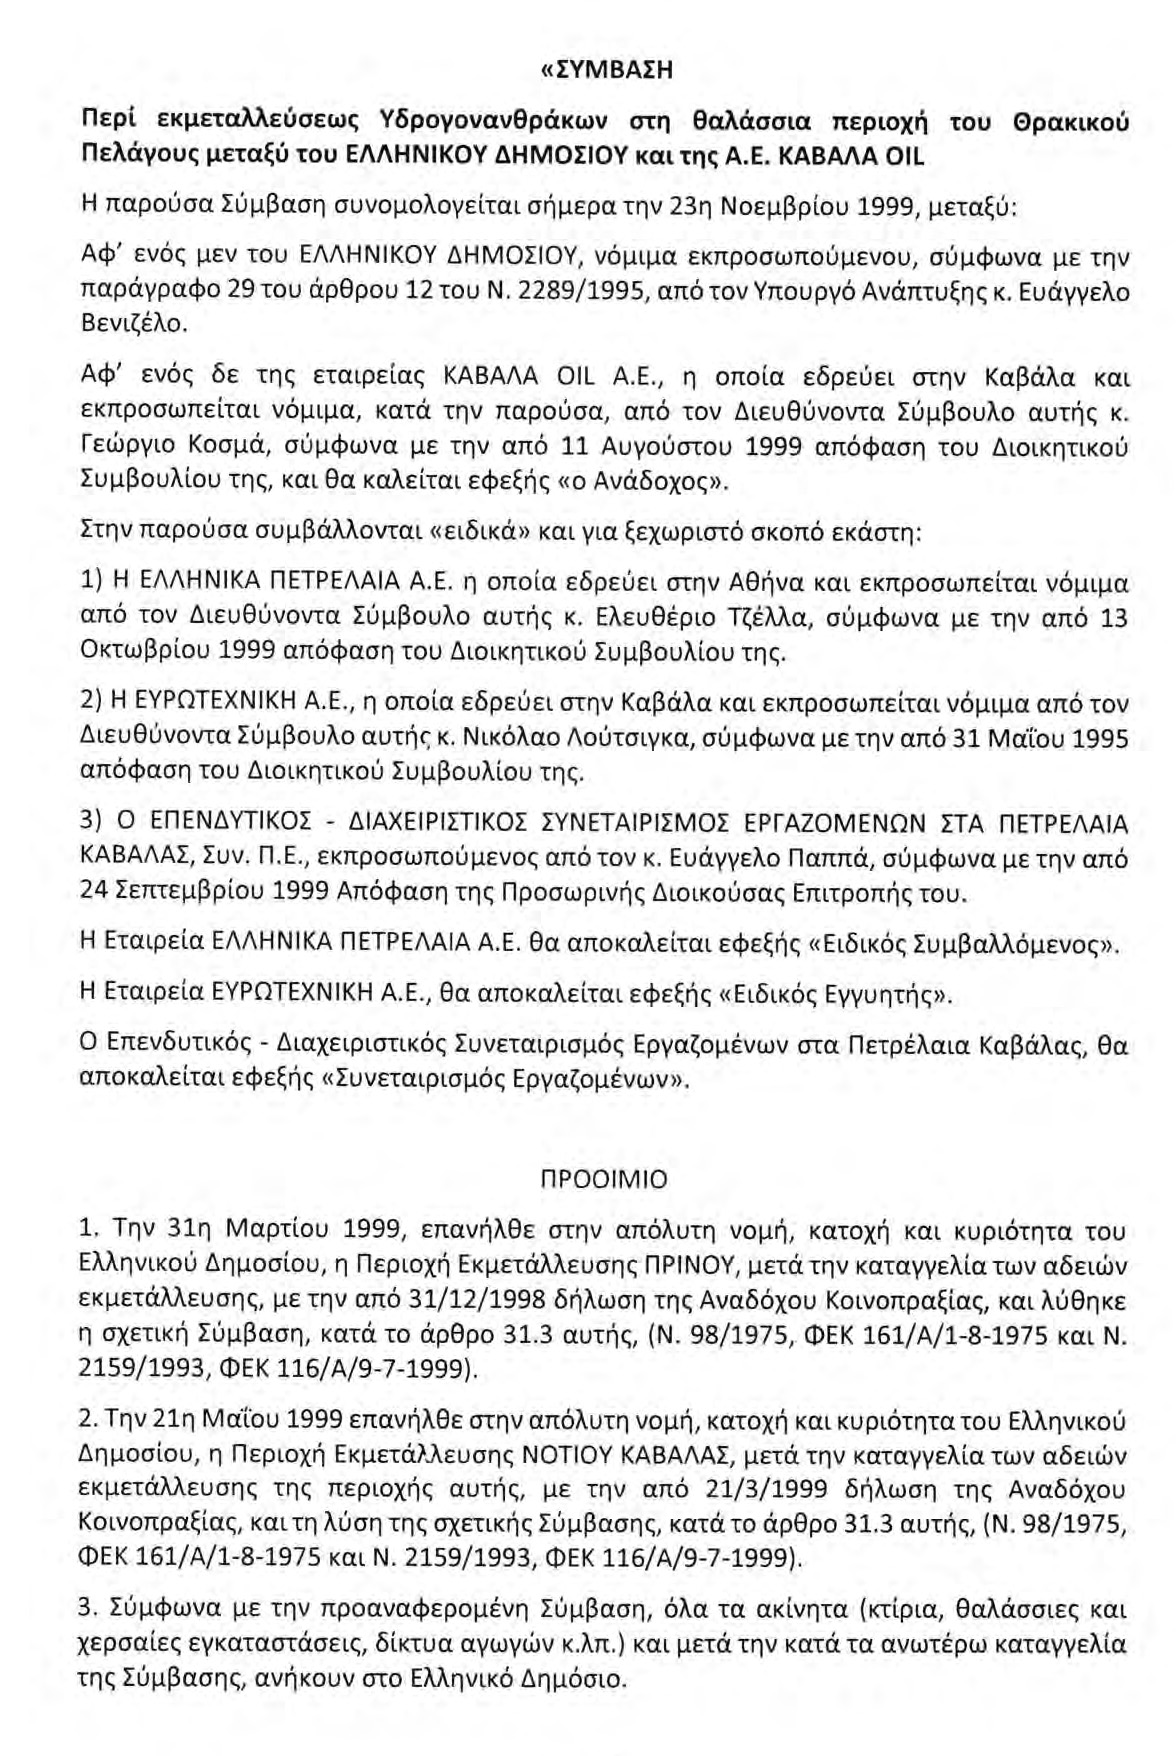 «ΣΥΜΒΑΣΗ
Περί εκμεταλλεύσεως Υδρογονανθράκων στη θαλάσσια περιοχή του Θρακικού
Πελάγους μεταξύ του ΕΛΛΗΝΙΚΟΥ ΔΗΜΟΣΙΟΥ και της Α.Ε. ΚΑΒΑΛΑ OIL
Η παρούσα Σύμβαση συνομολογείται σήμερα την 23η Νοεμβρίου 1999, μεταξύ:
Αφ’ ενός μεν του ΕΛΛΗΝΙΚΟΥ ΔΗΜΟΣΙΟΥ, νόμιμα εκπροσωπούμενου, σύμφωνα με την
παράγραφο 29 του άρθρου 12 του Ν. 2289/1995, από τον Υπουργό Ανάπτυξης κ. Ευάγγελο
Βενιζέλο.
Αφ’ ενός δε της εταιρείας ΚΑΒΑΛΑ OIL Α.Ε., η οποία εδρεύει στην Καβάλα και
εκπροσωπείται νόμιμα, κατά την παρούσα, από τον Διευθύνοντα Σύμβουλο αυτής κ.
Γεώργιο Κοσμά, σύμφωνα με την από 11 Αυγούστου 1999 απόφαση του Διοικητικού
Συμβουλίου της, και θα καλείται εφεξής «ο Ανάδοχος».
Στην παρούσα συμβάλλονται «ειδικά» και για ξεχωριστό σκοπό εκάστη:
1) Η ΕΛΛΗΝΙΚΑ ΠΕΤΡΕΛΑΙΑ Α.Ε. η οποία εδρεύει στην Αθήνα και εκπροσωπείται νόμιμα
από τον Διευθύνοντα Σύμβουλο αυτής κ. Ελευθέριο Τζέλλα, σύμφωνα με την από 13
Οκτωβρίου 1999 απόφαση του Διοικητικού Συμβουλίου της.
2) Η ΕΥΡΩΤΕΧΝΙΚΗ Α.Ε., η οποία εδρεύει στην Καβάλα και εκπροσωπείται νόμιμα από τον
Διευθύνοντα Σύμβουλο αυτής κ. Νικόλαο Λούτσιγκα, σύμφωνα με την από 31 Μαΐου 1995
απόφαση του Διοικητικού Συμβουλίου της.
3) Ο ΕΠΕΝΔΥΤΙΚΟΣ - ΔΙΑΧΕΙΡΙΣΤΙΚΟΣ ΣΥΝΕΤΑΙΡΙΣΜΟΣ ΕΡΓΑΖΟΜΕΝΩΝ ΣΤΑ ΠΕΤΡΕΛΑΙΑ
ΚΑΒΑΛΑΣ, Συν. Π.Ε., εκπροσωπούμενος από τον κ. Ευάγγελο Παππά, σύμφωνα με την από
24 Σεπτεμβρίου 1999 Απόφαση της Προσωρινής Διοικούσας Επιτροπής του.
Η Εταιρεία ΕΛΛΗΝΙΚΑ ΠΕΤΡΕΛΑΙΑ Α.Ε. θα αποκαλείται εφεξής «Ειδικός Συμβαλλόμενος».
Η Εταιρεία ΕΥΡΩΤΕΧΝΙΚΗ Α.Ε., θα αποκαλείται εφεξής «Ειδικός Εγγυητής».
Ο Επενδυτικός - Διαχειριστικός Συνεταιρισμός Εργαζομένων στα Πετρέλαια Καβάλας, θα
αποκαλείται εφεξής «Συνεταιρισμός Εργαζομένων».
ΠΡΟΟΙΜΙΟ
1. Την 31η Μαρτίου 1999, επανήλθε στην απόλυτη νομή, κατοχή και κυριότητα του
Ελληνικού Δημοσίου, η Περιοχή Εκμετάλλευσης ΠΡΙΝΟΥ, μετά την καταγγελία των αδειών
εκμετάλλευσης, με την από 31/12/1998 δήλωση της Αναδόχου Κοινοπραξίας, και λύθηκε
η σχετική Σύμβαση, κατά το άρθρο 31.3 αυτής, (Ν. 98/1975, ΦΕΚ 161/Α/1-8-1975 και Ν.
2159/1993, ΦΕΚ 116/Α/9-7-1999).
2. Την 21η Μαΐου 1999 επανήλθε στην απόλυτη νομή, κατοχή και κυριότητα του Ελληνικού
Δημοσίου, η Περιοχή Εκμετάλλευσης ΝΟΤΙΟΥ ΚΑΒΑΛΑΣ, μετά την καταγγελία των αδειών
εκμετάλλευσης της περιοχής αυτής, με την από 21/3/1999 δήλωση της Αναδόχου
Κοινοπραξίας, και τη λύση της σχετικής Σύμβασης, κατά το άρθρο 31.3 αυτής, (Ν. 98/1975,
ΦΕΚ 161/Α/1-8-1975 και Ν. 2159/1993, ΦΕΚ 116/Α/9-7-1999).
3. Σύμφωνα με την προαναφερομένη Σύμβαση, όλα τα ακίνητα (κτίρια, θαλάσσιες και
χερσαίες εγκαταστάσεις, δίκτυα αγωγών κ.λπ.) και μετά την κατά τα ανωτέρω καταγγελία
της Σύμβασης, ανήκουν στο Ελληνικό Δημόσιο.